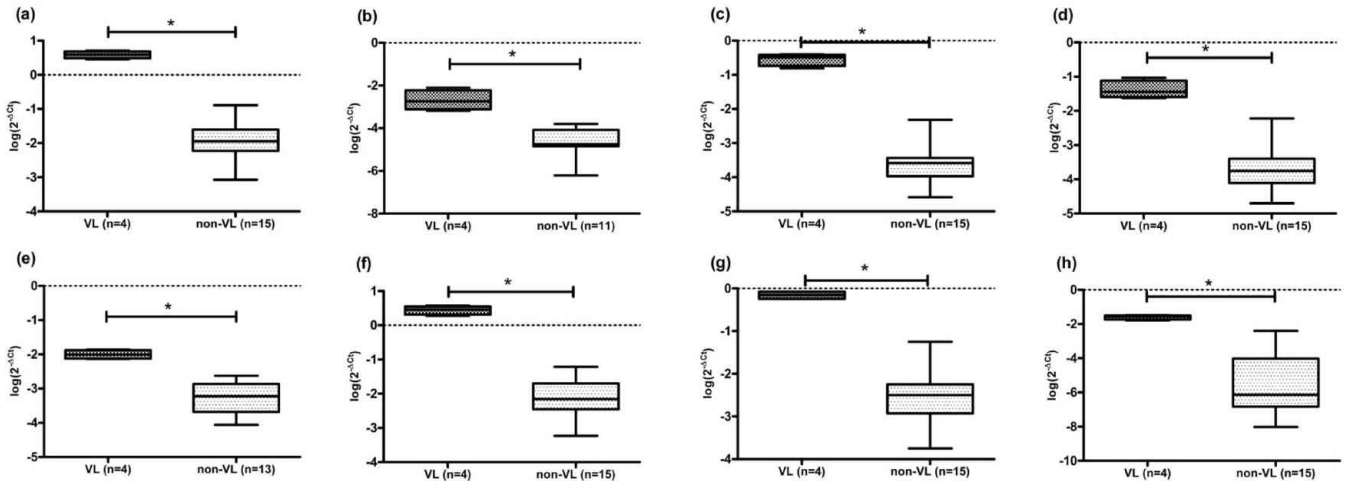 (a)
*
log(2^-ΔCt)
1
0
-1
-2
-3
-4
VL (n=4) non-VL (n=15)
(b)
*
log(2^-ΔCt)
0
-2
-4
-6
-8
VL (n=4) non-VL (n=11)
(c)
*
log(2^-ΔCt)
0
-1
-2
-3
-4
-5
VL (n=4) non-VL (n=15)
(d)
*
log(2^-ΔCt)
0
-1
-2
-3
-4
-5
VL (n=4) non-VL (n=15)
(e)
*
log(2^-ΔCt)
0
-1
-2
-3
-4
-5
VL (n=4) non-VL (n=13)
(f)
*
log(2^-ΔCt)
1
0
-1
-2
-3
-4
VL (n=4) non-VL (n=15)
(g)
*
log(2^-ΔCt)
0
-1
-2
-3
-4
VL (n=4) non-VL (n=15)
(h)
*
log(2^-ΔCt)
0
-2
-4
-6
-8
-10
VL (n=4) non-VL (n=15)